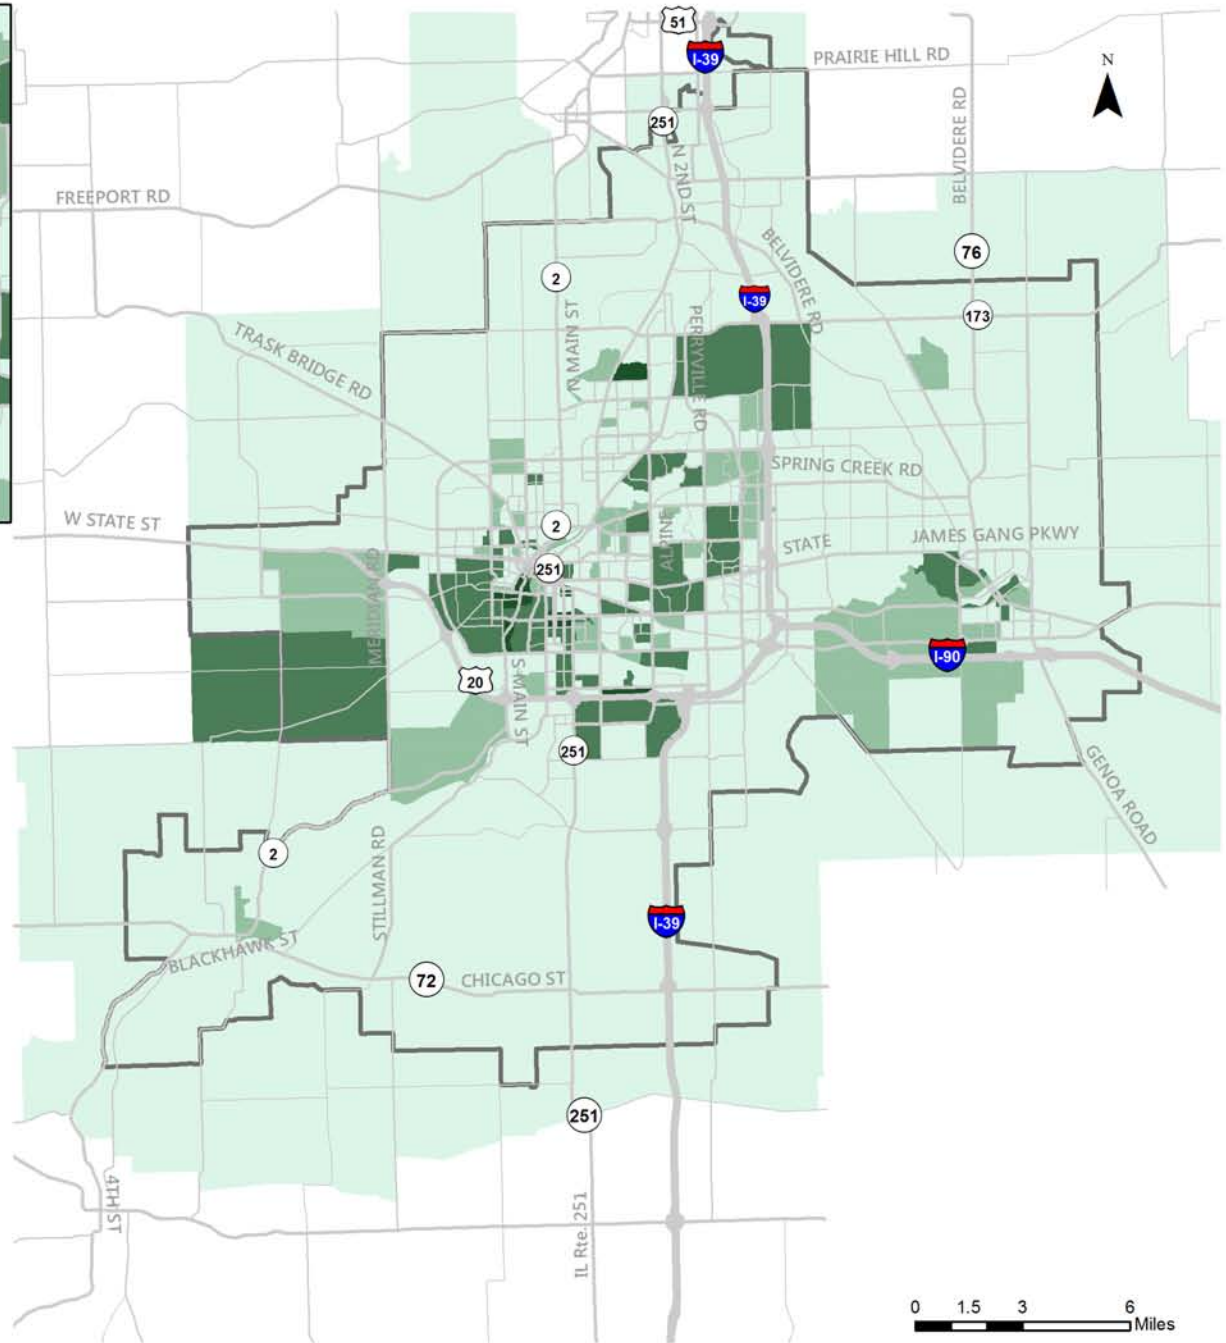 51
I-39
PRAIRIE HILL RD
N
BELVIDERE RD
251
N 2ND ST
FREEPORT RD
BELVIDERE RD
76
2
I-39
173
N MAIN ST
PERRYVILLE RD
TRASK BRIDGE RD
SPRING CREEK RD
W STATE ST
2
ALPINE
STATE
JAMES GANG PKWY
251
MERIDIAN RD
I-90
20
S MAIN ST
251
GENOA ROAD
2
STILLMAN RD
I-39
BLACKHAWK ST
72
CHICAGO ST
251
4TH ST
IL Rte. 251
0 1.5 3 6
Miles